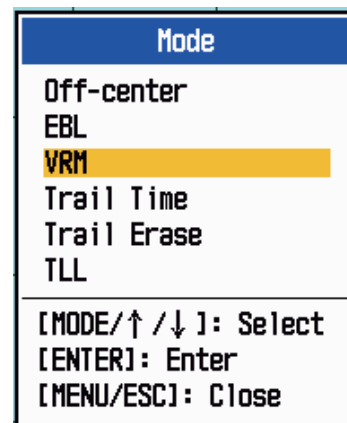 Mode
Off-center
EBL
VRM
Trail Time
Trail Erase
TLL
[MODE/↑/↓]: Select
[ENTER]: Enter
[MENU/ESC]: Close